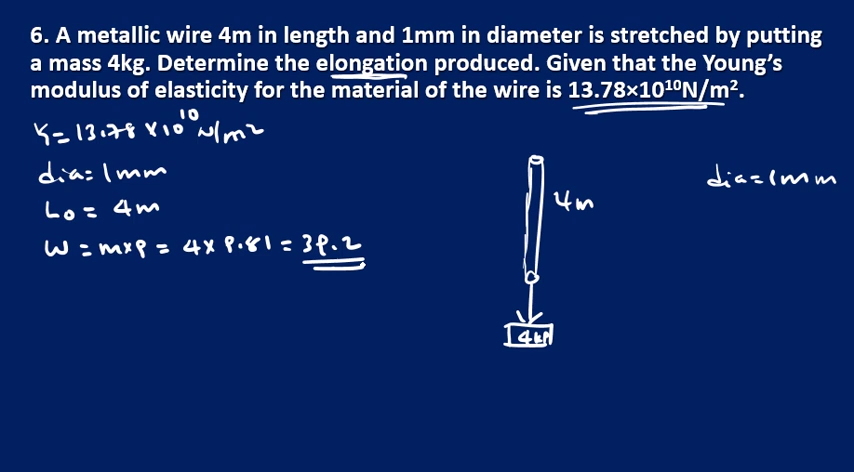 6. A metallic wire 4m in length and 1mm in diameter is stretched by putting
a mass 4kg. Determine the elongation produced. Given that the Young's
modulus of elasticity for the material of the wire is 13.78×10¹⁰N/m².
Y = 13.78 × 10¹⁰ N/m²
dia = 1mm
dia = 1mm
L₀ = 4m
4m
W = m×g = 4 × 9.81 = 39.2
4kg